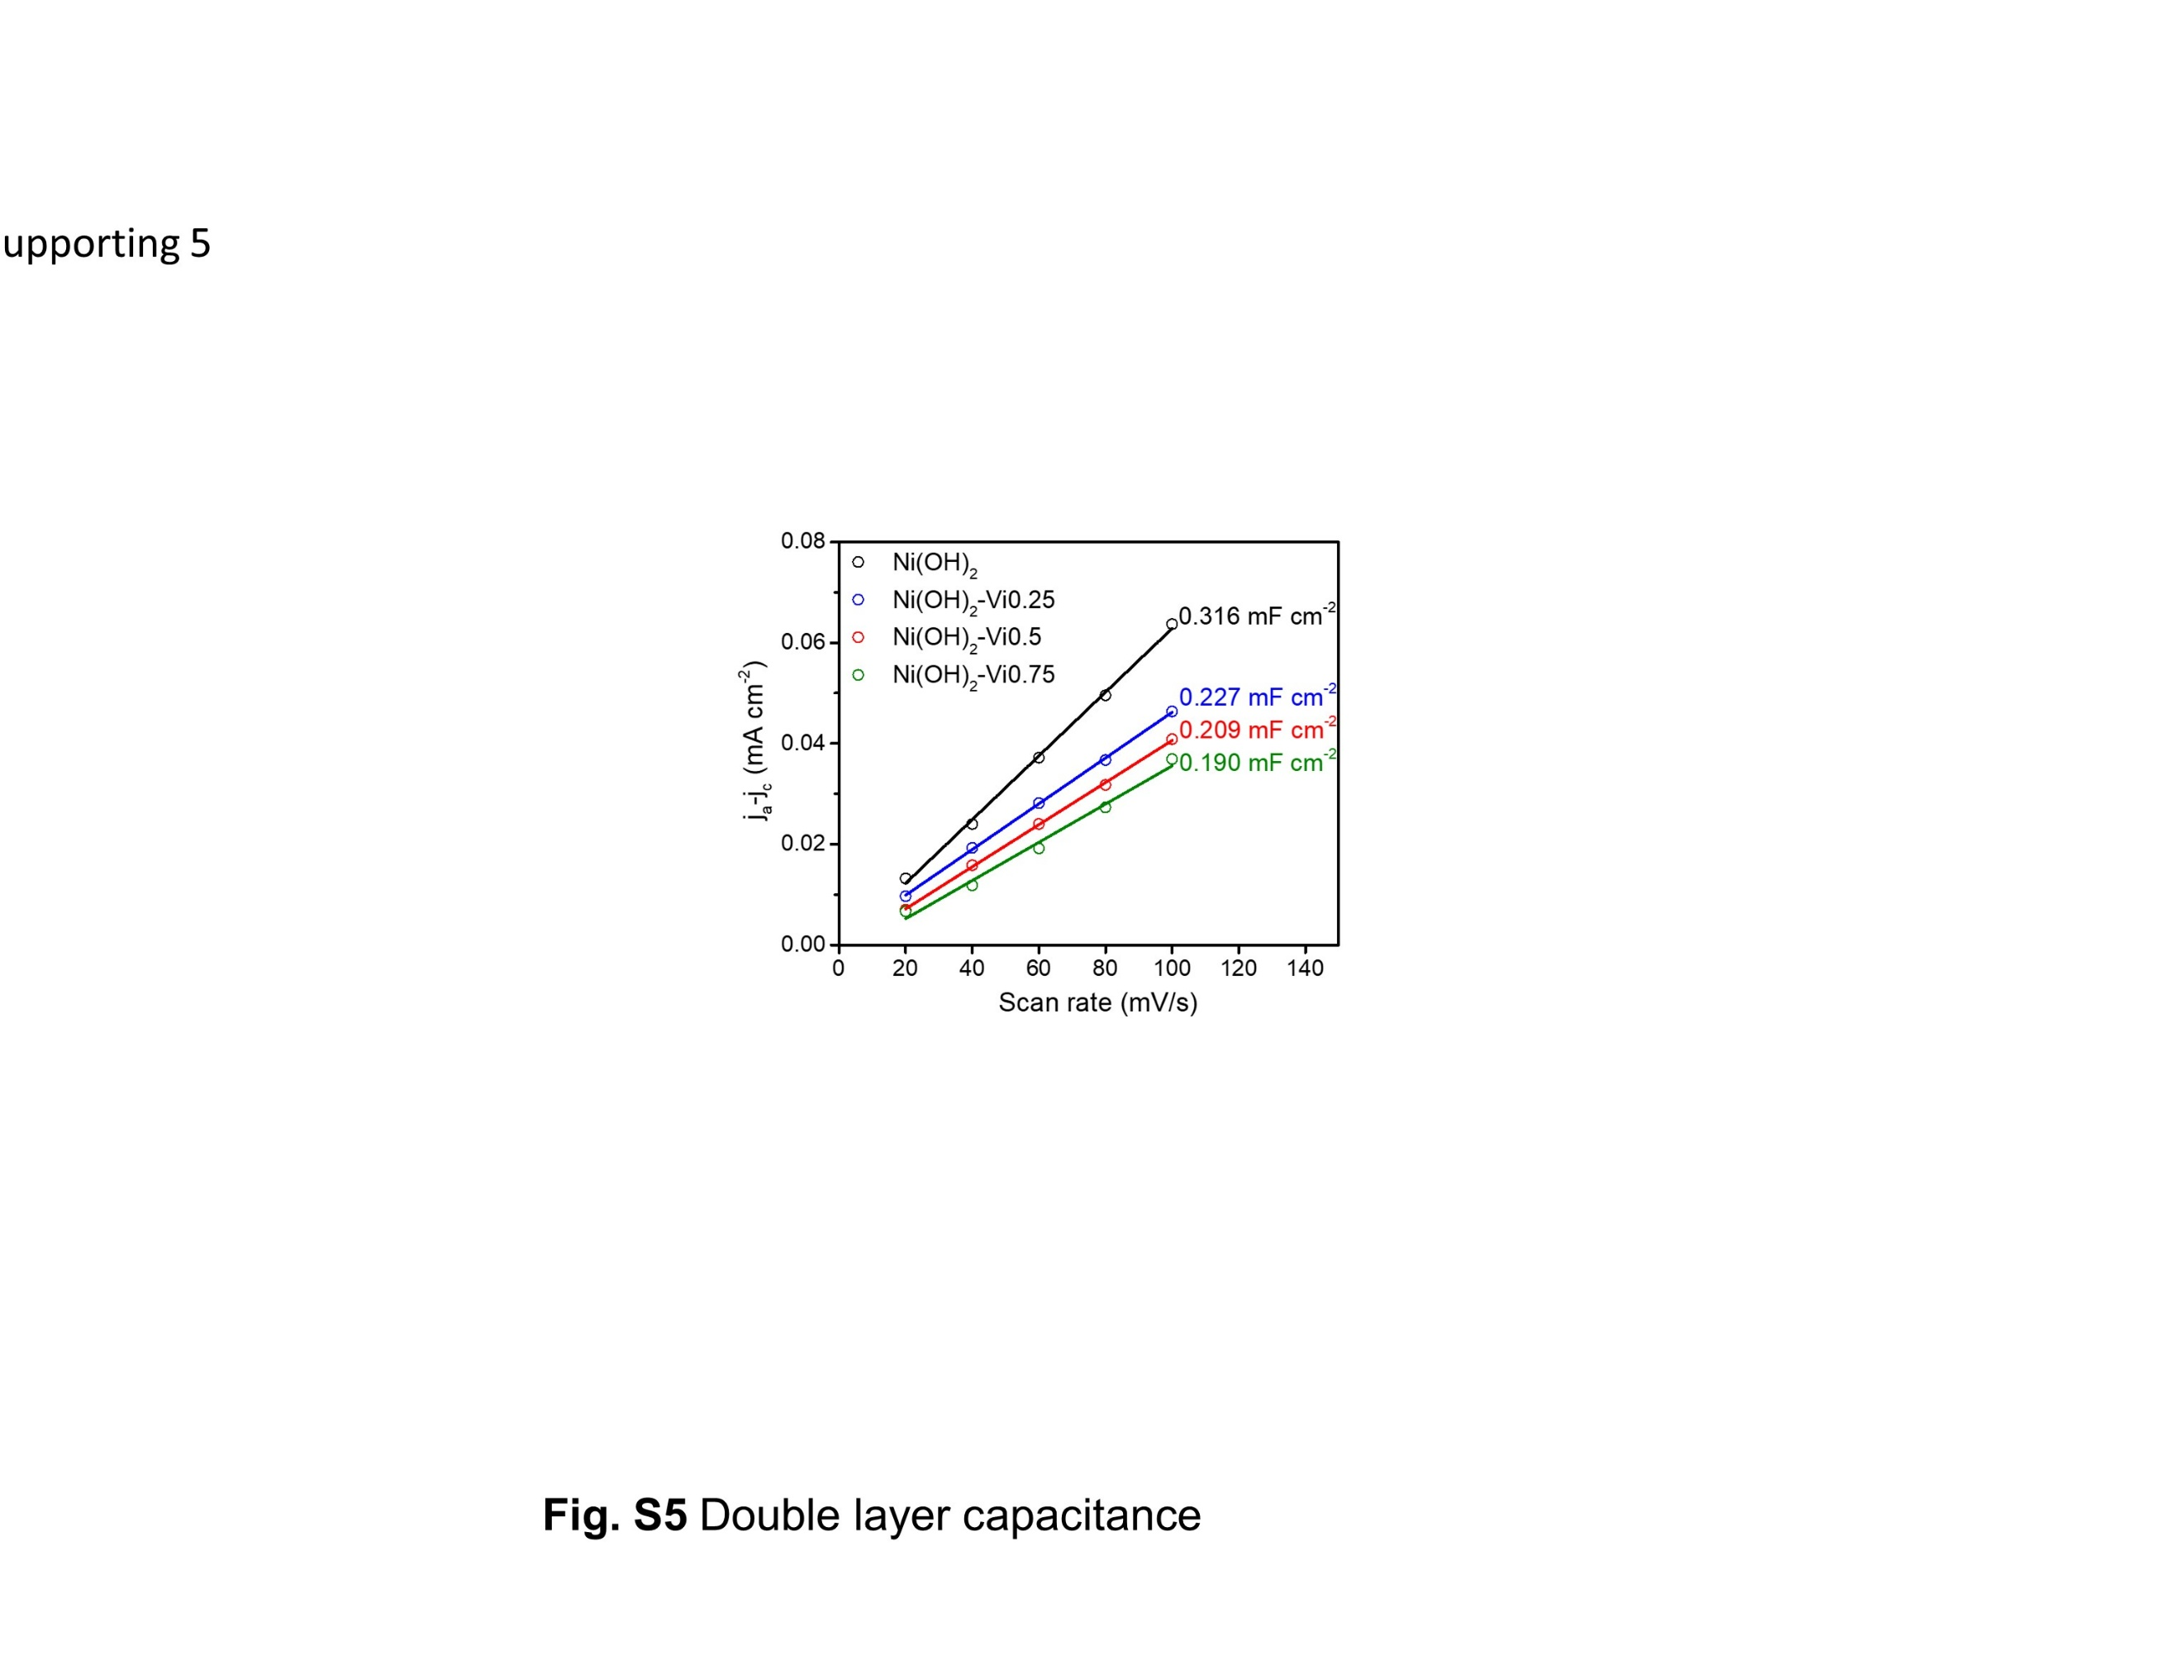 upporting 5
0.08
0.06
0.04
0.02
0.00
0 20 40 60 80 100 120 140
Ni(OH)₂
Ni(OH)₂-Vi0.25
Ni(OH)₂-Vi0.5
Ni(OH)₂-Vi0.75
0.316 mF cm⁻²
0.227 mF cm⁻²
0.209 mF cm⁻²
0.190 mF cm⁻²
jₐ-j꜀ (mA cm⁻²)
Scan rate (mV/s)
Fig. S5 Double layer capacitance